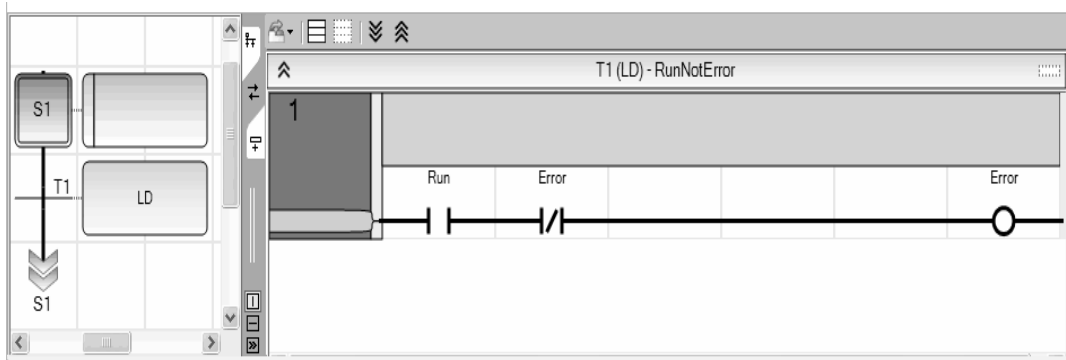 S1
T1
LD
S1
T1 (LD) - RunNotError
1
Run Error Error